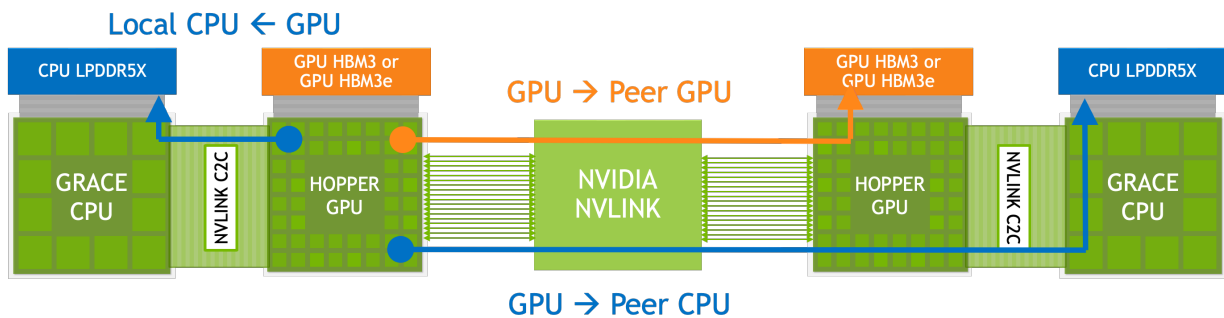 Local CPU ← GPU
CPU LPDDR5X
GPU HBM3 or
GPU HBM3e
GPU → Peer GPU
GPU HBM3 or
GPU HBM3e
CPU LPDDR5X
GRACE
CPU
NVLINK C2C
HOPPER
GPU
NVIDIA
NVLINK
HOPPER
GPU
NVLINK C2C
GRACE
CPU
GPU → Peer CPU